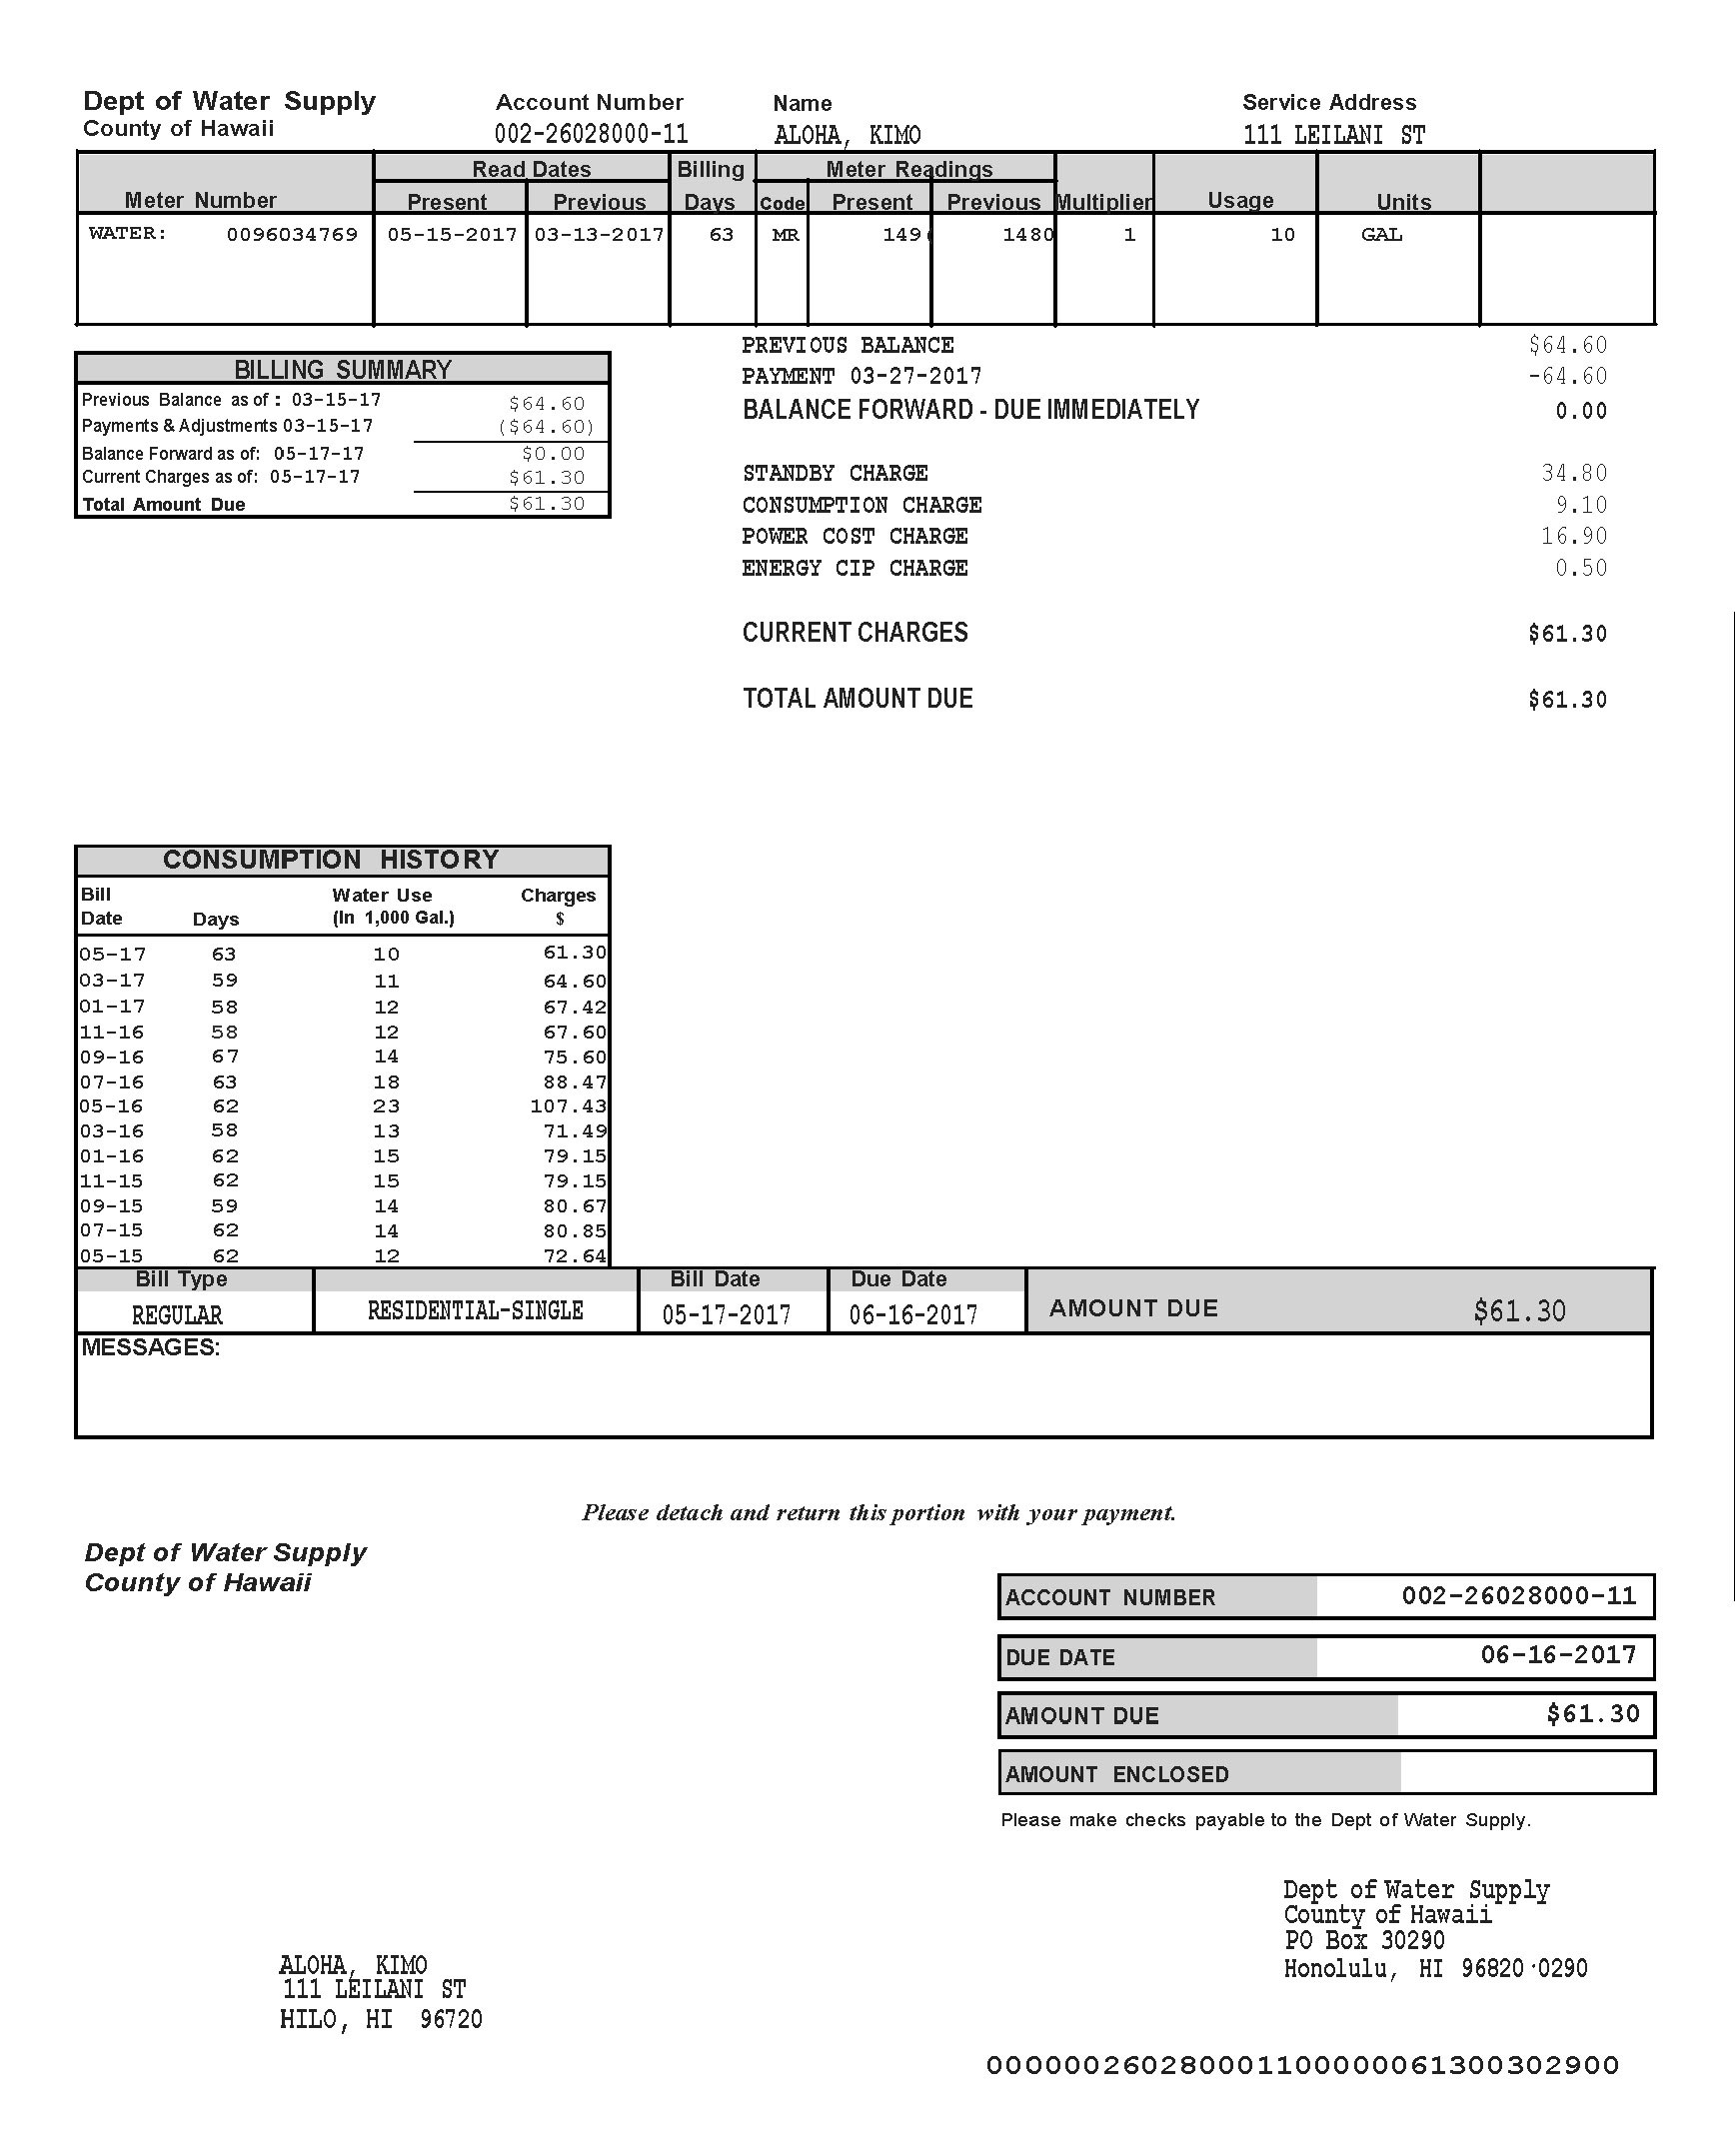 Dept of Water Supply
County of Hawaii
Account Number
002-26028000-11
Name
ALOHA, KIMO
Service Address
111 LEILANI ST
Read Dates Billing Meter Readings
Meter Number Present Previous Days Code Present Previous Multiplier Usage Units
WATER: 0096034769 05-15-2017 03-13-2017 63 MR 149 1480 1 10 GAL
BILLING SUMMARY
Previous Balance as of : 03-15-17 $64.60
Payments & Adjustments 03-15-17 ($64.60)
Balance Forward as of: 05-17-17 $0.00
Current Charges as of: 05-17-17 $61.30
Total Amount Due $61.30
PREVIOUS BALANCE $64.60
PAYMENT 03-27-2017 -64.60
BALANCE FORWARD - DUE IMMEDIATELY 0.00
STANDBY CHARGE 34.80
CONSUMPTION CHARGE 9.10
POWER COST CHARGE 16.90
ENERGY CIP CHARGE 0.50
CURRENT CHARGES $61.30
TOTAL AMOUNT DUE $61.30
CONSUMPTION HISTORY
Bill Water Use Charges
Date Days (In 1,000 Gal.) $
05-17 63 10 61.30
03-17 59 11 64.60
01-17 58 12 67.42
11-16 58 12 67.60
09-16 67 14 75.60
07-16 63 18 88.47
05-16 62 23 107.43
03-16 58 13 71.49
01-16 62 15 79.15
11-15 62 15 79.15
09-15 59 14 80.67
07-15 62 14 80.85
05-15 62 12 72.64
Bill Type Bill Date Due Date
REGULAR RESIDENTIAL-SINGLE 05-17-2017 06-16-2017 AMOUNT DUE $61.30
MESSAGES:
Please detach and return this portion with your payment.
Dept of Water Supply
County of Hawaii
ACCOUNT NUMBER 002-26028000-11
DUE DATE 06-16-2017
AMOUNT DUE $61.30
AMOUNT ENCLOSED
Please make checks payable to the Dept of Water Supply.
Dept of Water Supply
County of Hawaii
PO Box 30290
Honolulu, HI 96820·0290
ALOHA, KIMO
111 LEILANI ST
HILO, HI 96720
000000260280001100000061300302900